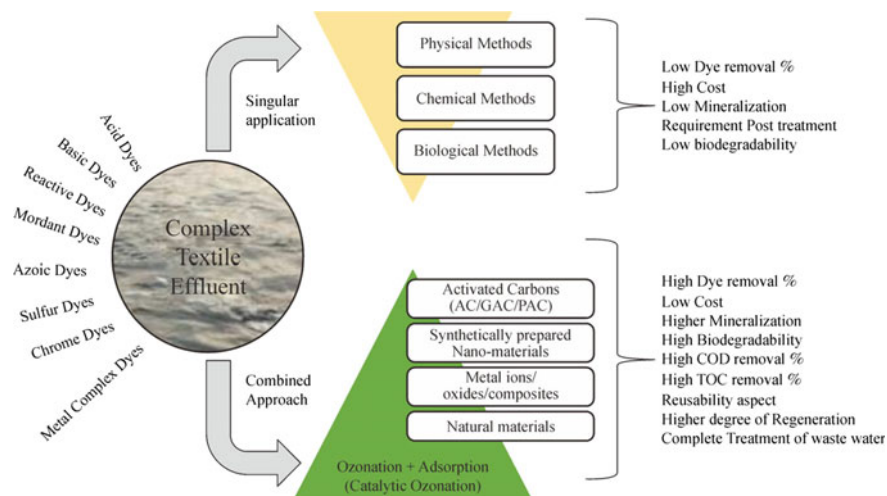 Acid Dyes
Basic Dyes
Reactive Dyes
Mordant Dyes
Azoic Dyes
Sulfur Dyes
Chrome Dyes
Metal Complex Dyes
Complex
Textile
Effluent
Singular
application
Physical Methods
Chemical Methods
Biological Methods
Low Dye removal %
High Cost
Low Mineralization
Requirement Post treatment
Low biodegradability
Combined
Approach
Activated Carbons
(AC/GAC/PAC)
Synthetically prepared
Nano-materials
Metal ions/
oxides/composites
Natural materials
Ozonation + Adsorption
(Catalytic Ozonation)
High Dye removal %
Low Cost
Higher Mineralization
High Biodegradability
High COD removal %
High TOC removal %
Reusability aspect
Higher degree of Regeneration
Complete Treatment of waste water